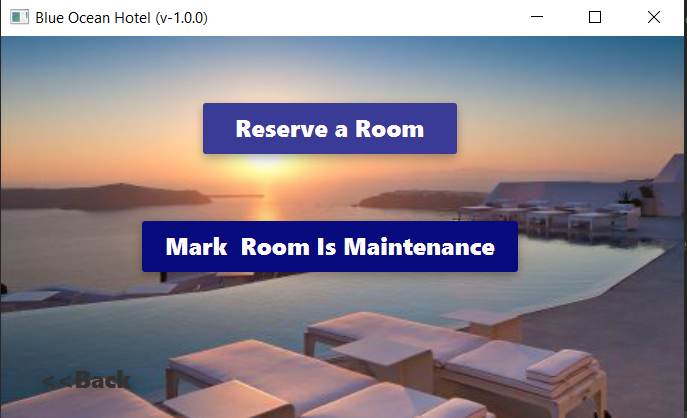 Blue Ocean Hotel (v-1.0.0)
Reserve a Room
Mark  Room Is Maintenance
<<Back